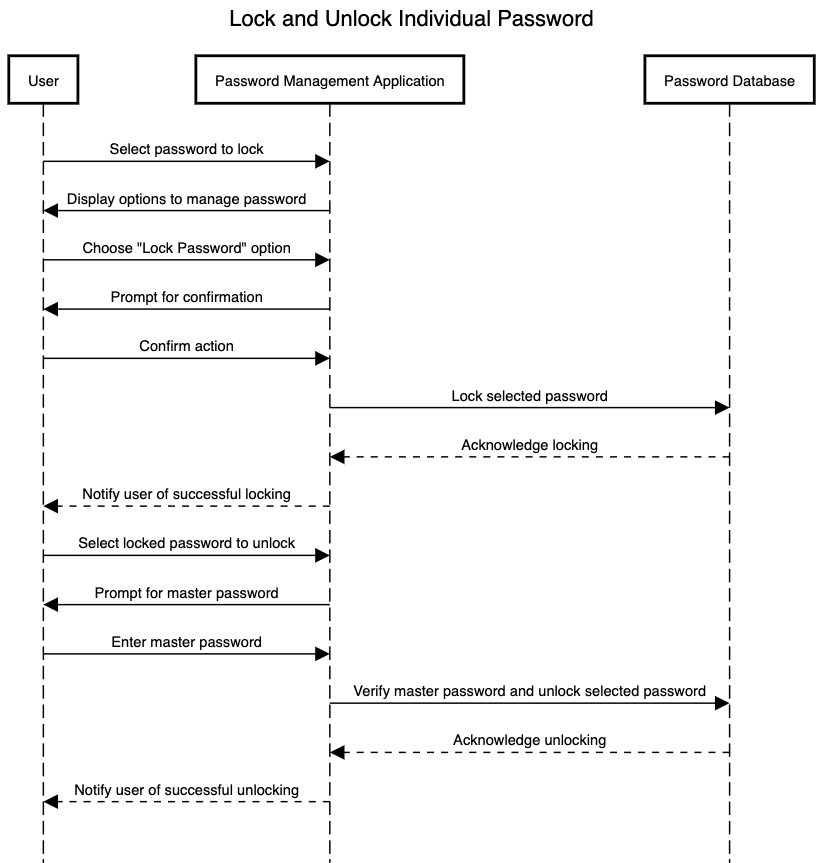 Lock and Unlock Individual Password
User
Password Management Application
Password Database
Select password to lock
Display options to manage password
Choose "Lock Password" option
Prompt for confirmation
Confirm action
Lock selected password
Acknowledge locking
Notify user of successful locking
Select locked password to unlock
Prompt for master password
Enter master password
Verify master password and unlock selected password
Acknowledge unlocking
Notify user of successful unlocking